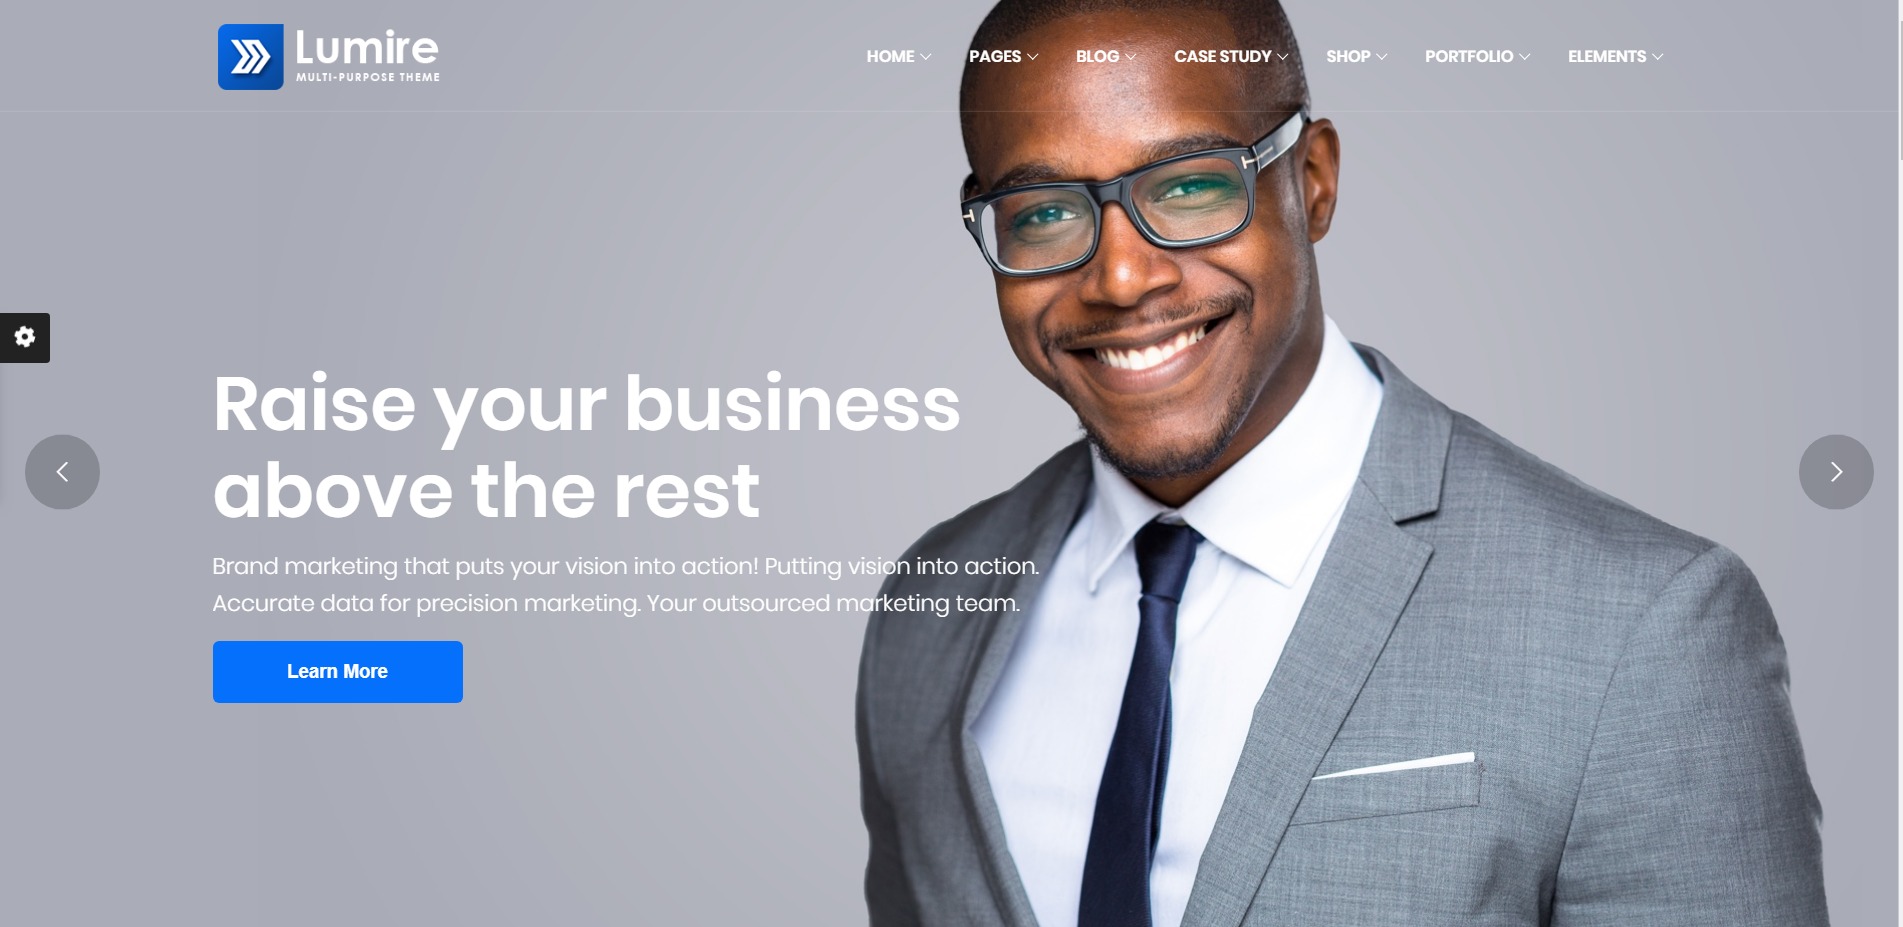 Lumire
MULTI-PURPOSE THEME
HOME
PAGES
BLOG
CASE STUDY
SHOP
PORTFOLIO
ELEMENTS
Raise your business
above the rest
Brand marketing that puts your vision into action! Putting vision into action.
Accurate data for precision marketing. Your outsourced marketing team.
Learn More